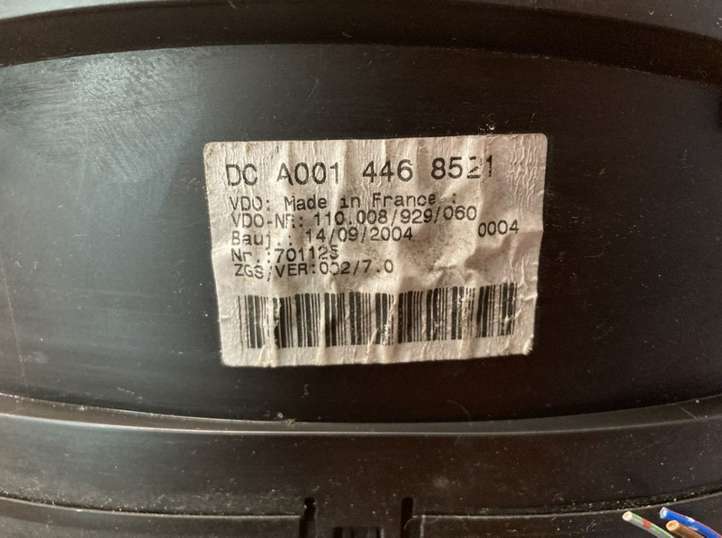 DC A001 446 8521
VDO: Made in France :
VDO-NR: 110.008/929/060
Bauj.: 14/09/2004 0004
Nr.:701125
ZGS/VER:002/7.0